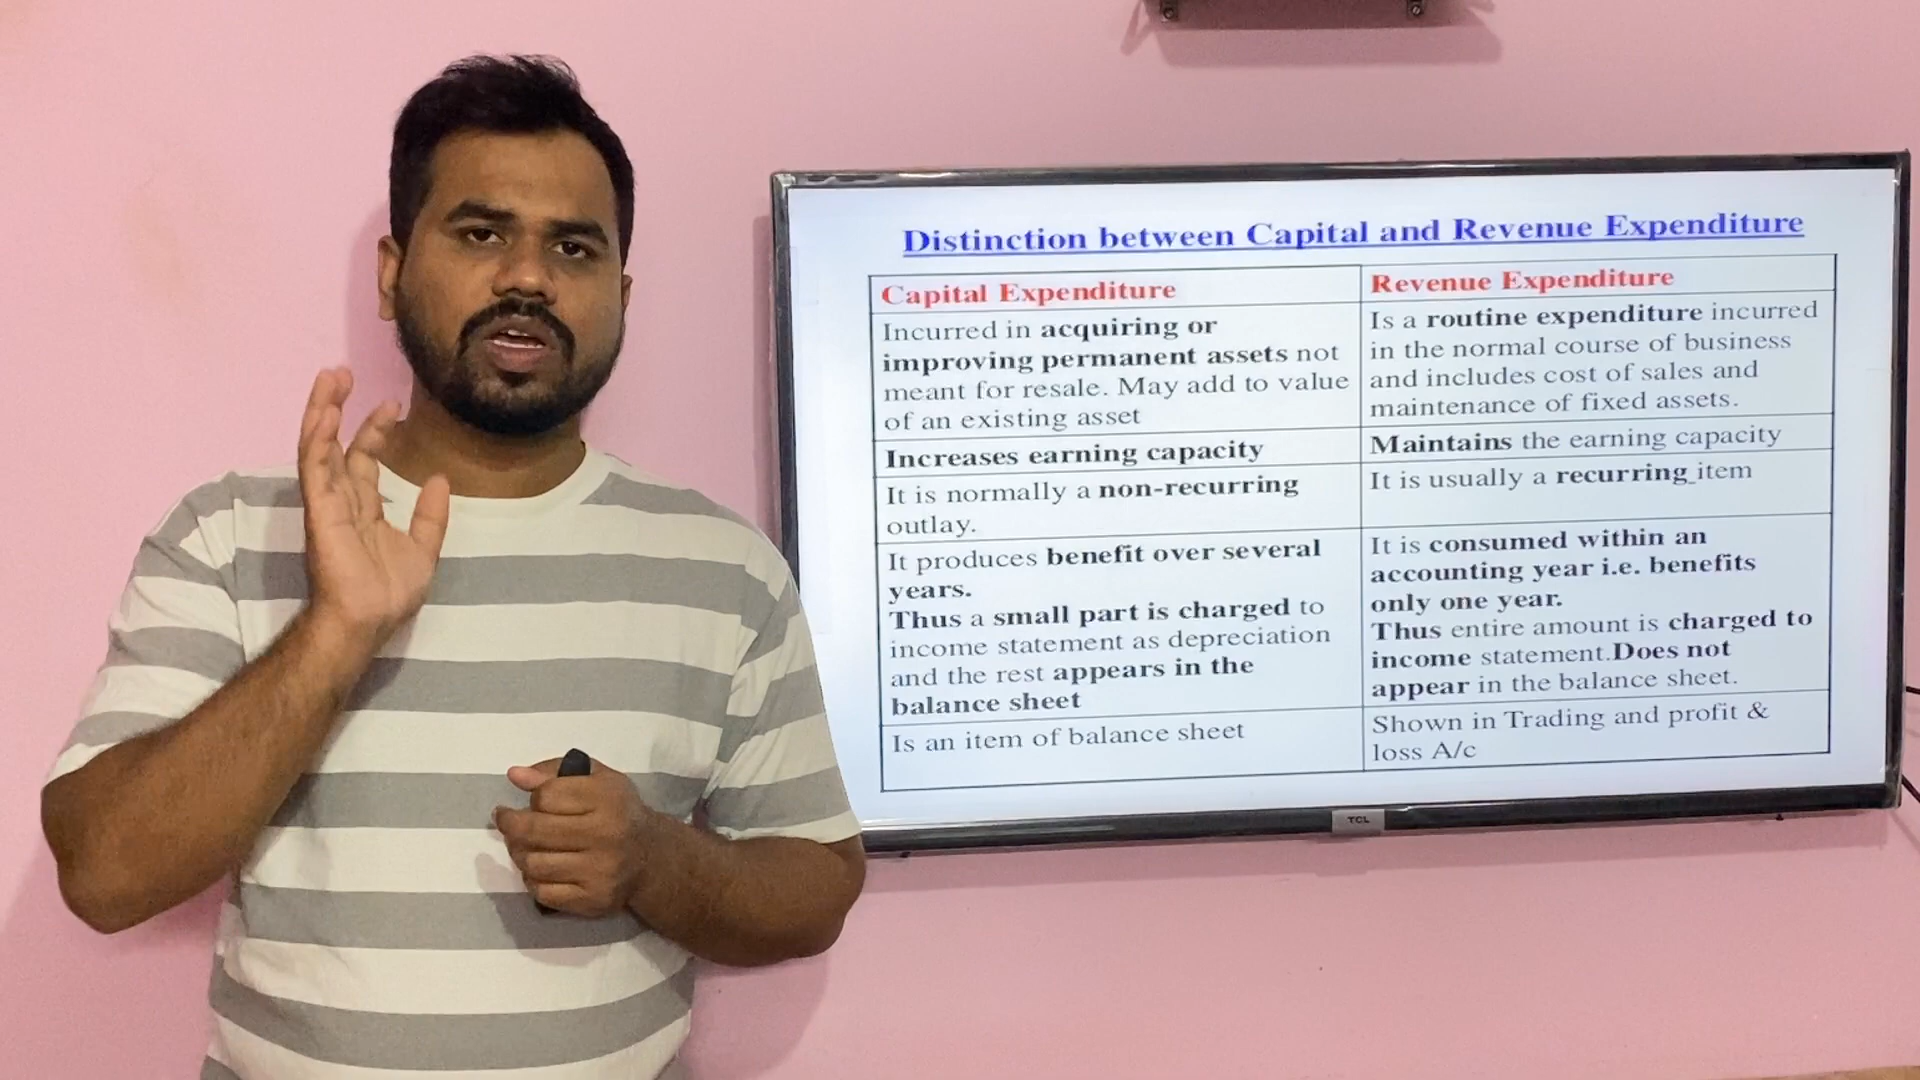 Distinction between Capital and Revenue Expenditure
Capital Expenditure
Incurred in acquiring or
improving permanent assets not
meant for resale. May add to value
of an existing asset
Increases earning capacity
It is normally a non-recurring
outlay.
It produces benefit over several
years.
Thus a small part is charged to
income statement as depreciation
and the rest appears in the
balance sheet
Is an item of balance sheet
Revenue Expenditure
Is a routine expenditure incurred
in the normal course of business
and includes cost of sales and
maintenance of fixed assets.
Maintains the earning capacity
It is usually a recurring item
It is consumed within an
accounting year i.e. benefits
only one year.
Thus entire amount is charged to
income statement.Does not
appear in the balance sheet.
Shown in Trading and profit &
loss A/c
TCL